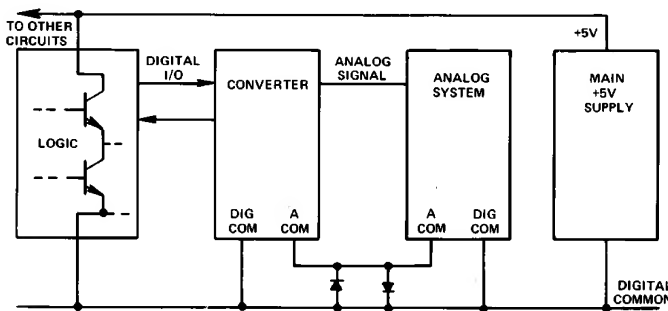 TO OTHER
CIRCUITS
+5V
DIGITAL
I/O
CONVERTER
ANALOG
SIGNAL
ANALOG
SYSTEM
MAIN
+5V
SUPPLY
LOGIC
DIG
COM
A
COM
A
COM
DIG
COM
DIGITAL
COMMON